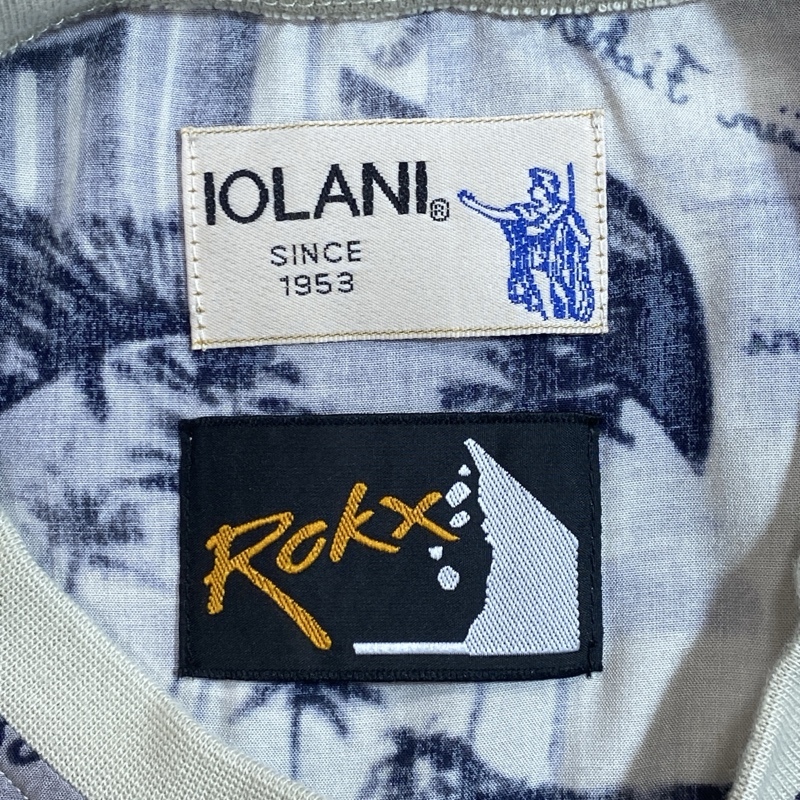 IOLANI®
SINCE
1953
Rokx